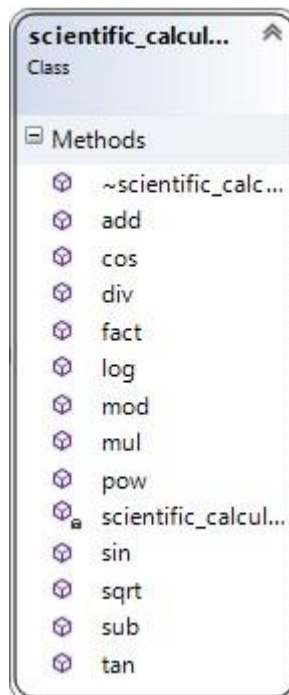 scientific_calcul...
Class
Methods
~scientific_calc...
add
cos
div
fact
log
mod
mul
pow
scientific_calcul...
sin
sqrt
sub
tan